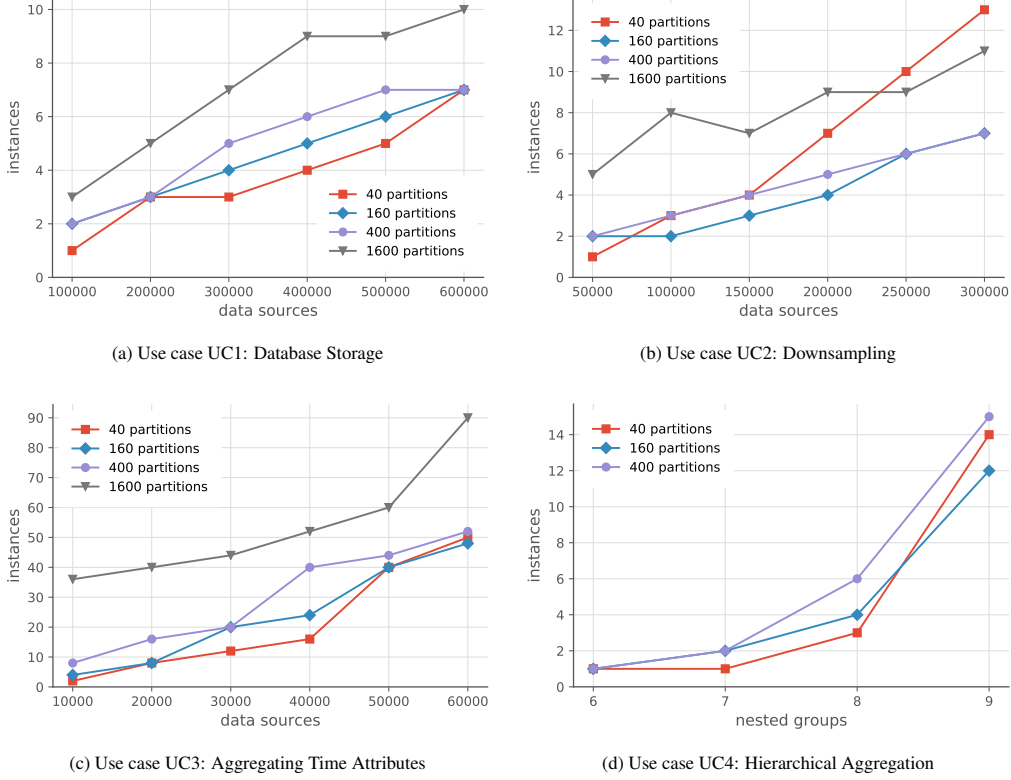 10
8
6
4
2
0
instances
40 partitions
160 partitions
400 partitions
1600 partitions
100000 200000 300000 400000 500000 600000
data sources
(a) Use case UC1: Database Storage
12
10
8
6
4
2
0
instances
40 partitions
160 partitions
400 partitions
1600 partitions
50000 100000 150000 200000 250000 300000
data sources
(b) Use case UC2: Downsampling
90
80
70
60
50
40
30
20
10
0
instances
40 partitions
160 partitions
400 partitions
1600 partitions
10000 20000 30000 40000 50000 60000
data sources
(c) Use case UC3: Aggregating Time Attributes
14
12
10
8
6
4
2
0
instances
40 partitions
160 partitions
400 partitions
6 7 8 9
nested groups
(d) Use case UC4: Hierarchical Aggregation